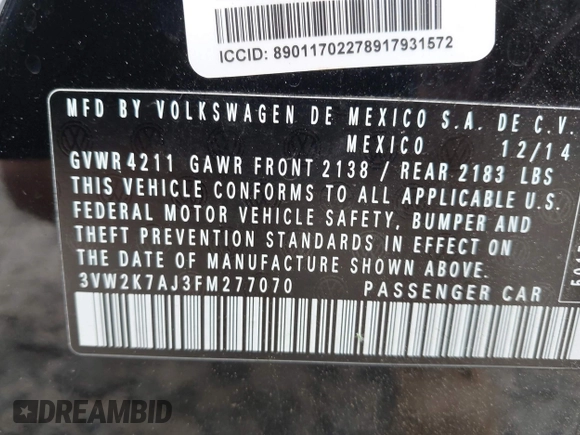 ICCID: 89011702278917931572
MFD BY VOLKSWAGEN DE MEXICO S.A. DE C.V.
MEXICO 12/14
GVWR 4211 GAWR FRONT 2138 / REAR 2183 LBS
THIS VEHICLE CONFORMS TO ALL APPLICABLE U.S.
FEDERAL MOTOR VEHICLE SAFETY, BUMPER AND
THEFT PREVENTION STANDARDS IN EFFECT ON
THE DATE OF MANUFACTURE SHOWN ABOVE.
3VW2K7AJ3FM277070 PASSENGER CAR
DREAMBID